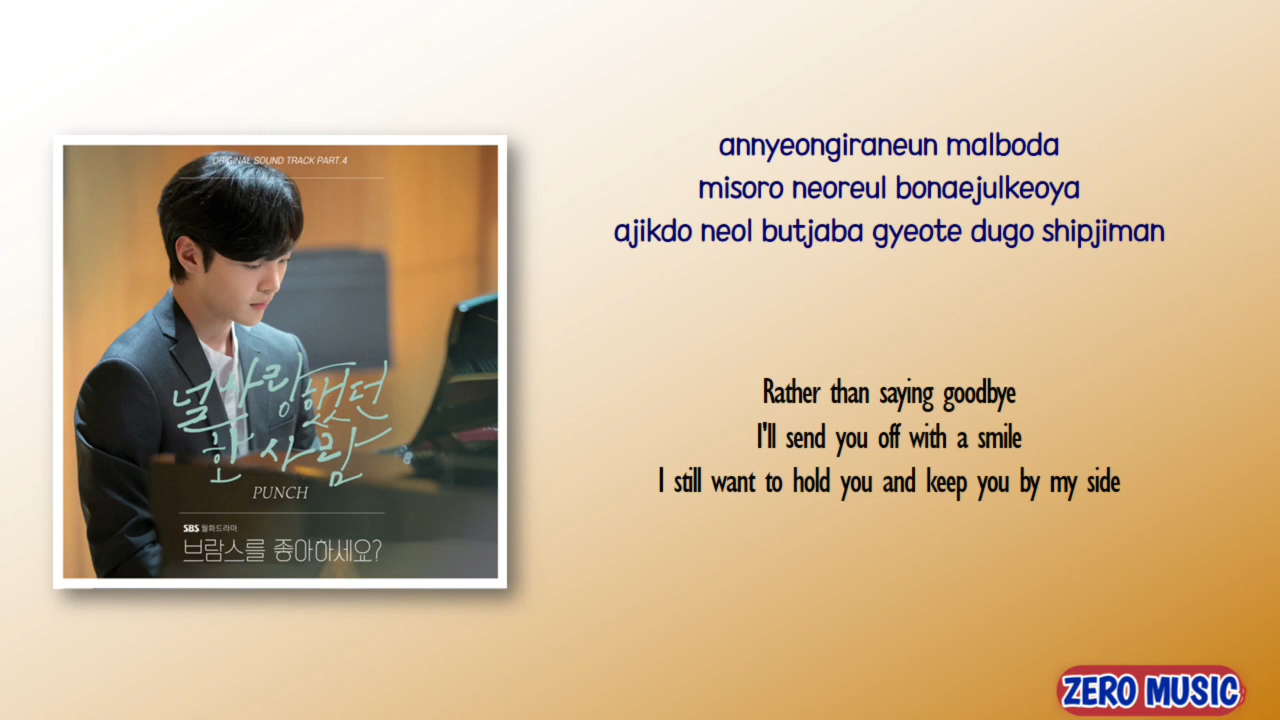 ORIGINAL SOUND TRACK PART.4
널 사랑했던
한 사람
PUNCH
SBS 월화드라마
브람스를 좋아하세요?
annyeongiraneun malboda
misoro neoreul bonaejulkeoya
ajikdo neol butjaba gyeote dugo shipjiman
Rather than saying goodbye
I'll send you off with a smile
I still want to hold you and keep you by my side
ZERO MUSIC